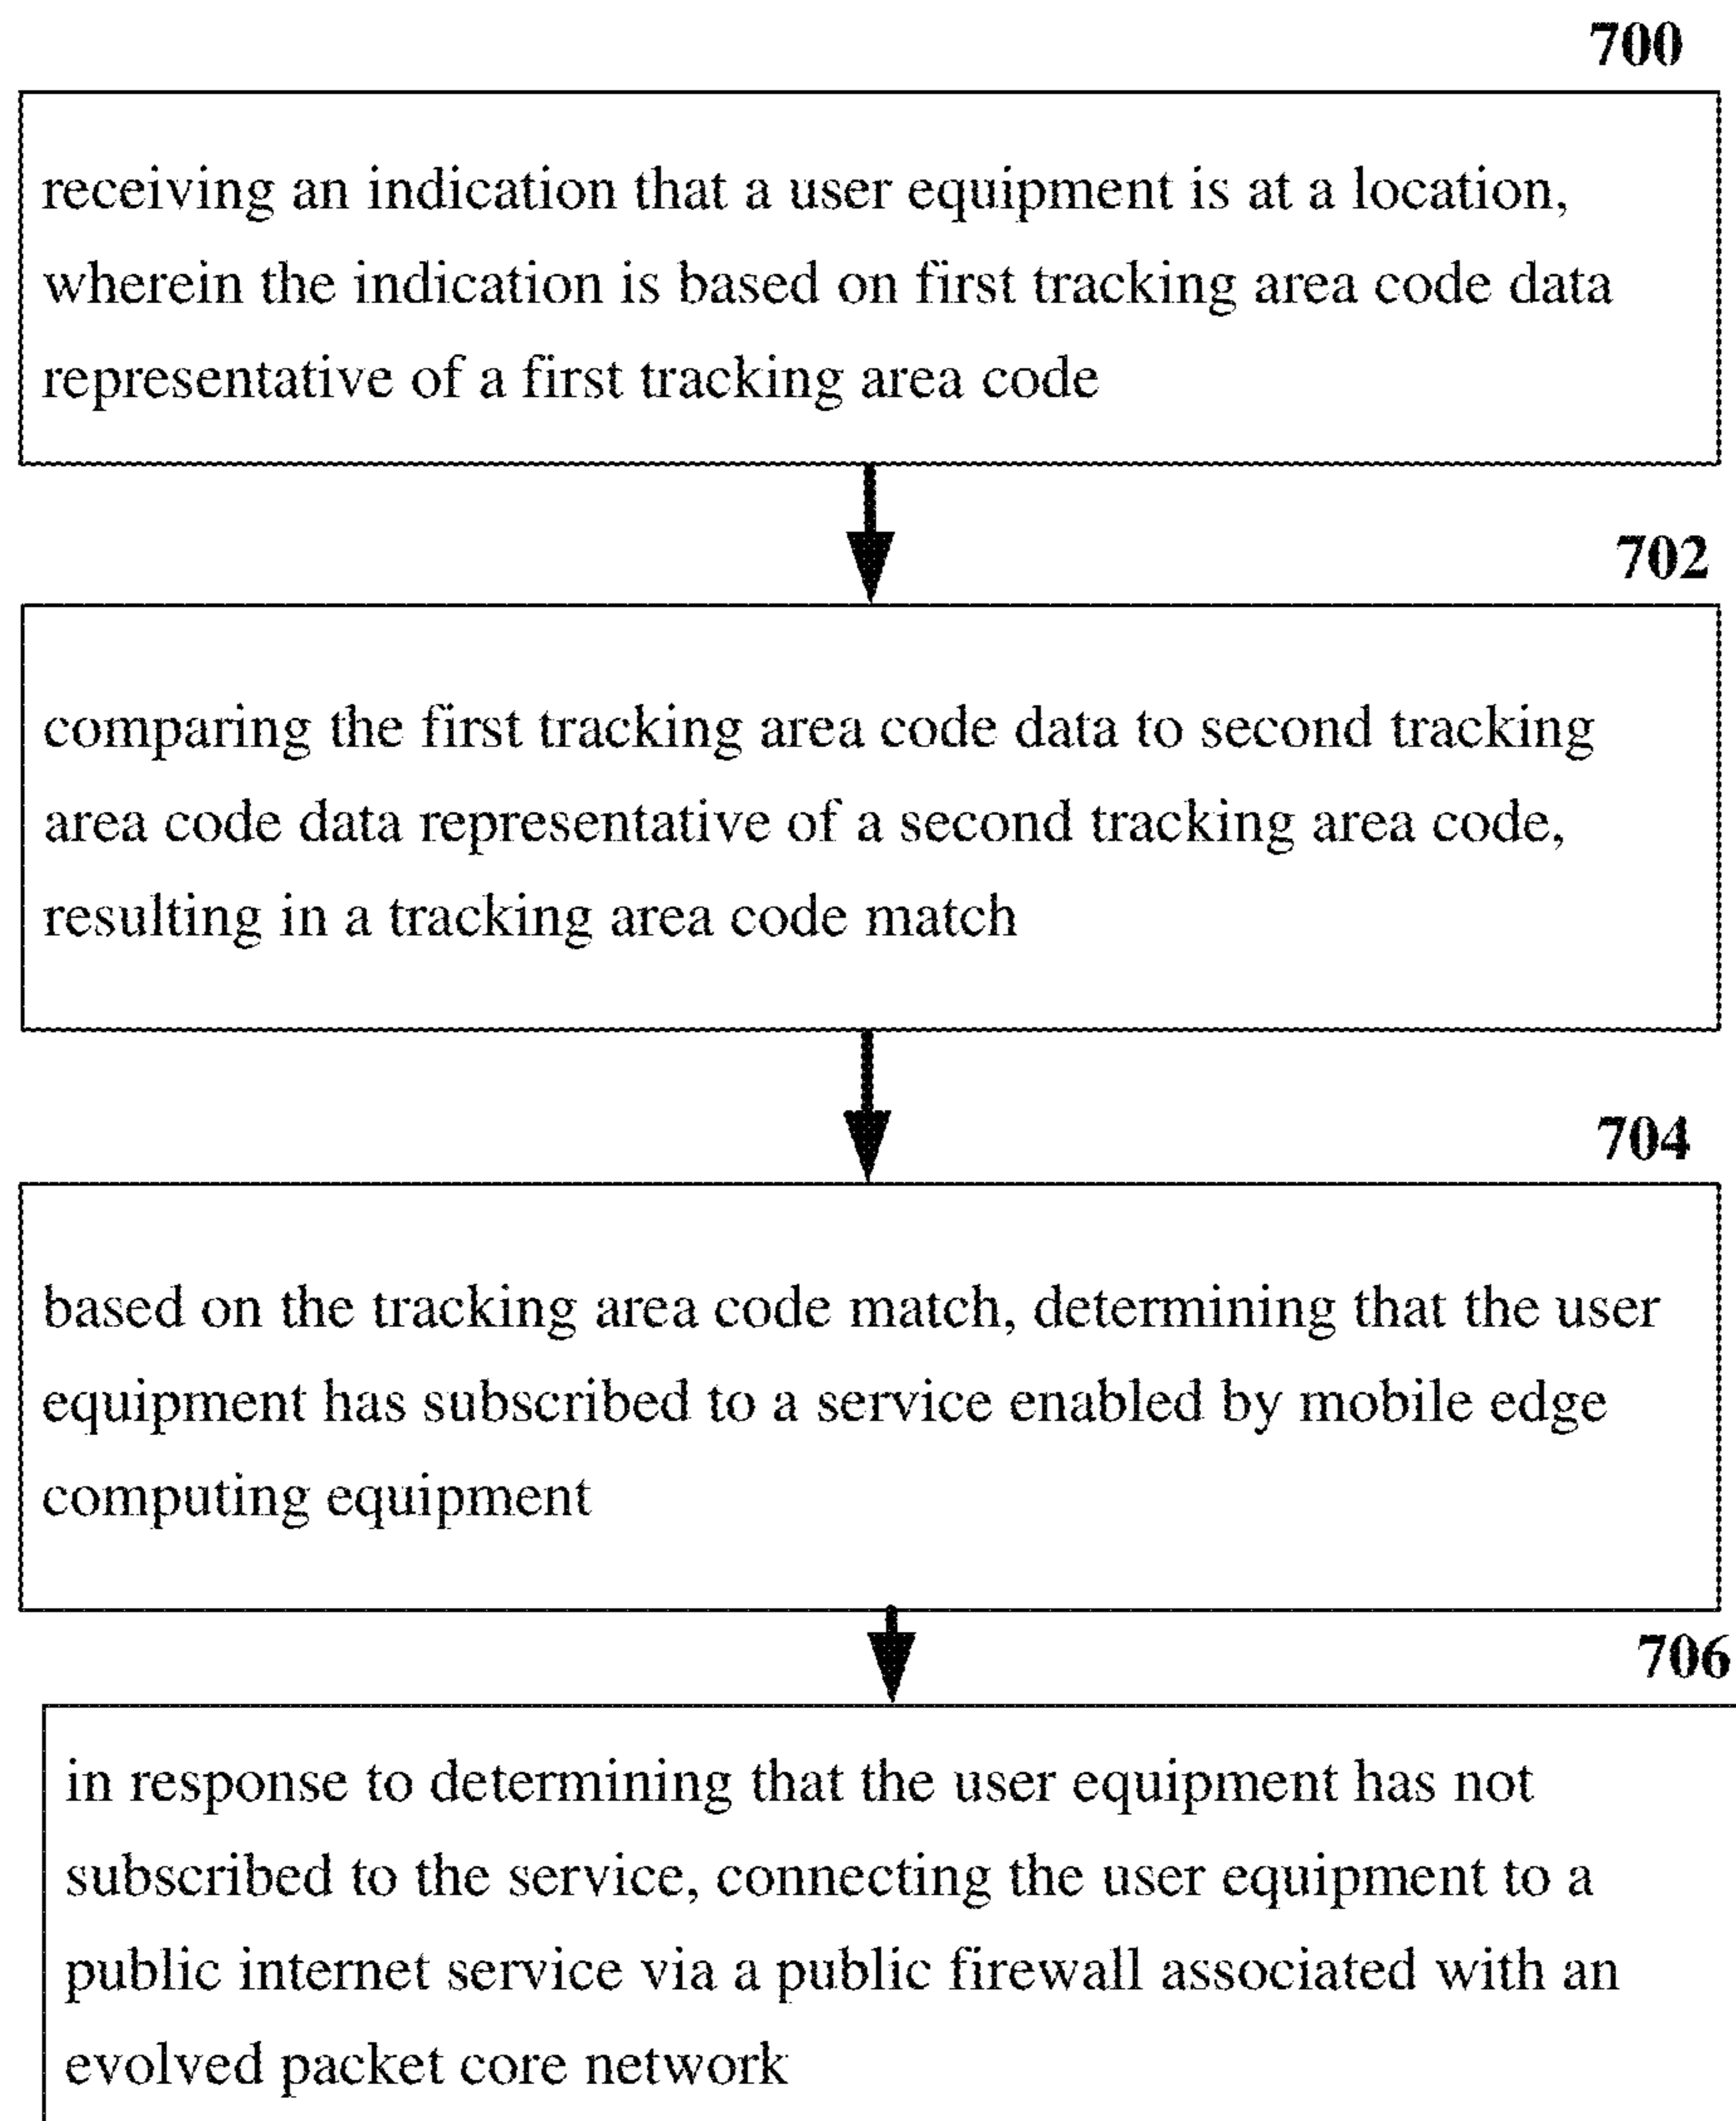 700
receiving an indication that a user equipment is at a location,
wherein the indication is based on first tracking area code data
representative of a first tracking area code
702
comparing the first tracking area code data to second tracking
area code data representative of a second tracking area code,
resulting in a tracking area code match
704
based on the tracking area code match, determining that the user
equipment has subscribed to a service enabled by mobile edge
computing equipment
706
in response to determining that the user equipment has not
subscribed to the service, connecting the user equipment to a
public internet service via a public firewall associated with an
evolved packet core network